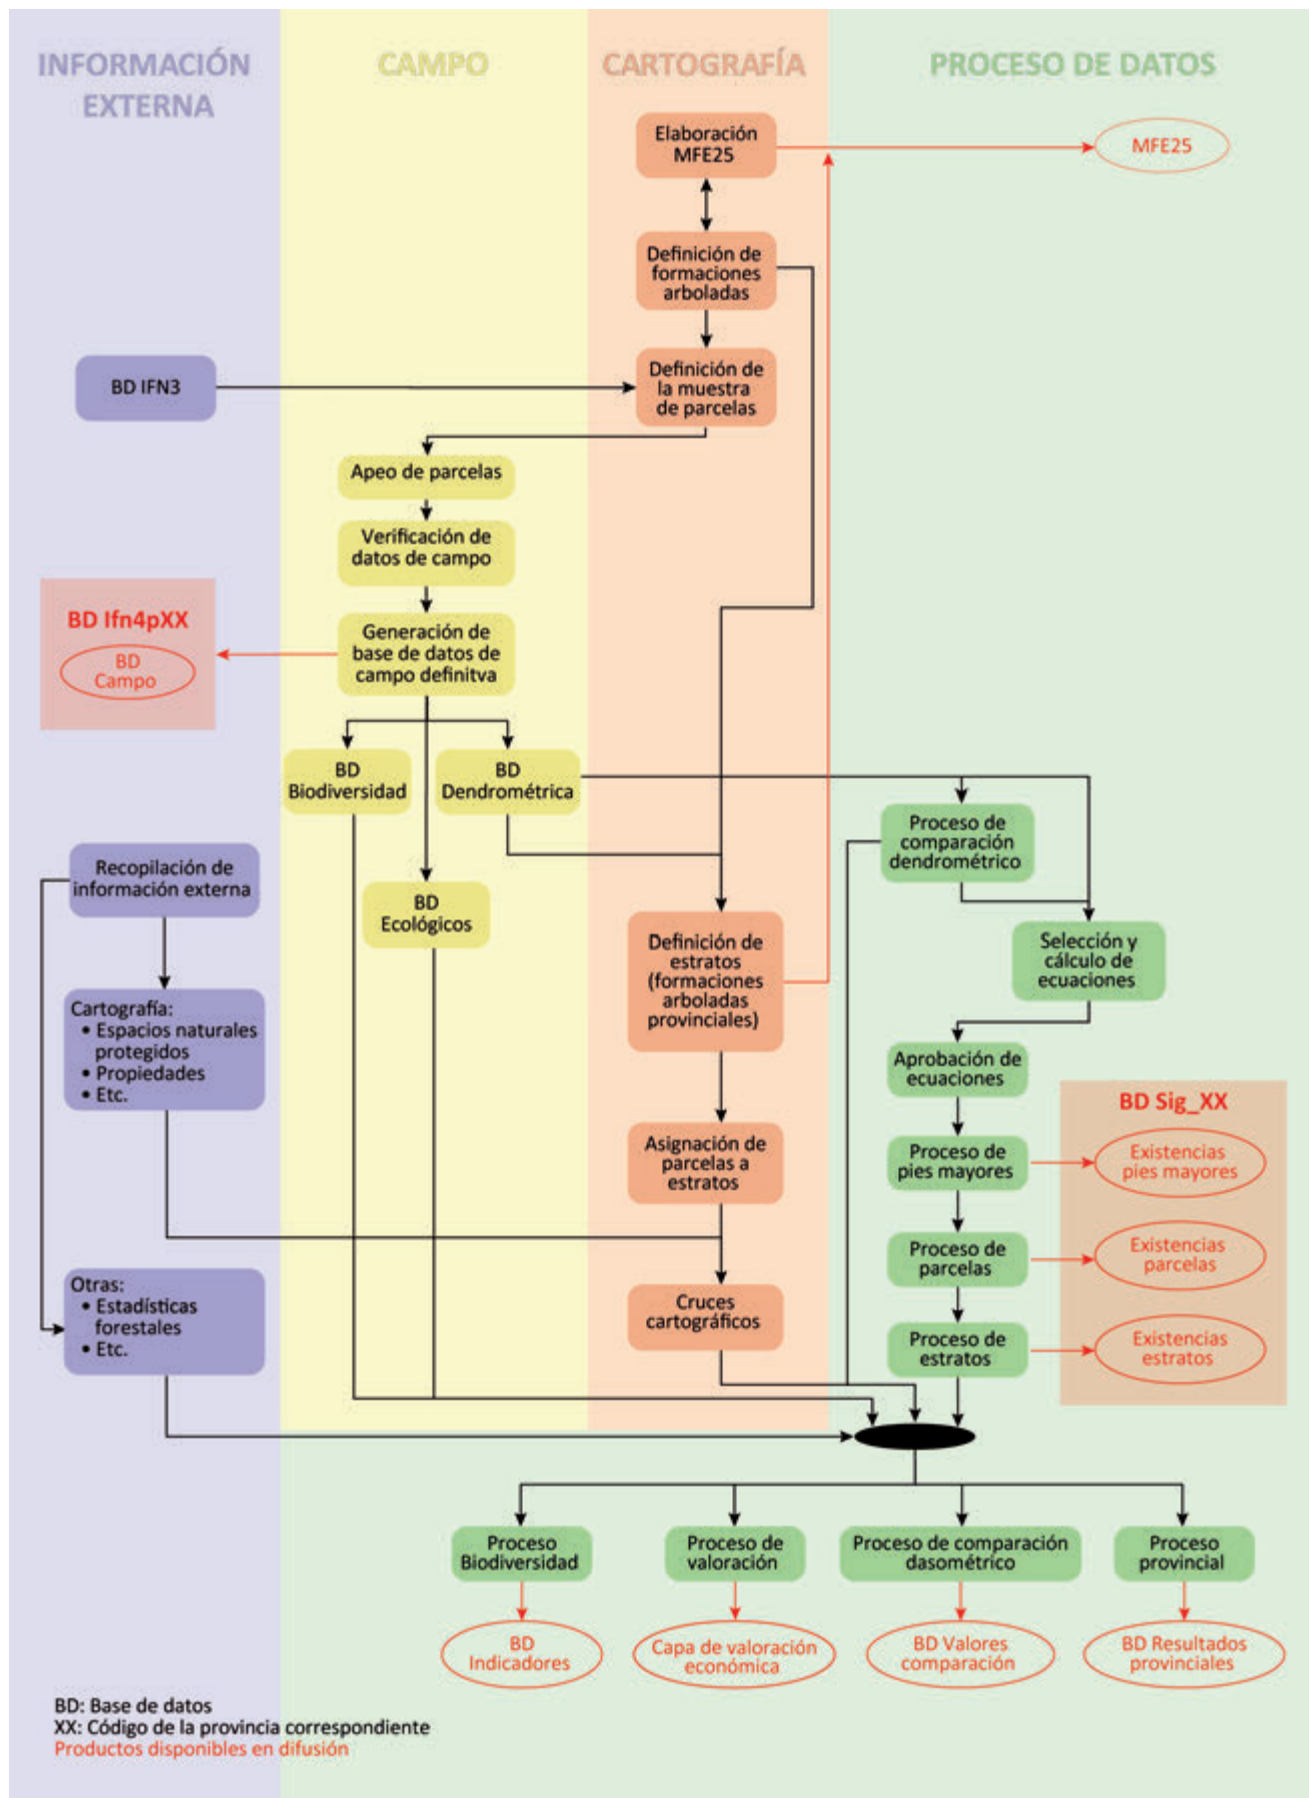 INFORMACIÓN
EXTERNA
CAMPO
CARTOGRAFÍA
PROCESO DE DATOS
Elaboración
MFE25
MFE25
Definición de
formaciones
arboladas
BD IFN3
Definición de
la muestra
de parcelas
Apeo de parcelas
Verificación de
datos de campo
BD Ifn4pXX
BD
Campo
Generación de
base de datos de
campo definitva
BD
Biodiversidad
BD
Dendrométrica
Proceso de
comparación
dendrométrico
Recopilación de
información externa
BD
Ecológicos
Definición de
estratos
(formaciones
arboladas
provinciales)
Selección y
cálculo de
ecuaciones
Cartografía:
• Espacios naturales
protegidos
• Propiedades
• Etc.
Aprobación de
ecuaciones
BD Sig_XX
Asignación de
parcelas a
estratos
Proceso de
pies mayores
Existencias
pies mayores
Proceso de
parcelas
Existencias
parcelas
Otras:
• Estadísticas
forestales
• Etc.
Cruces
cartográficos
Proceso de
estratos
Existencias
estratos
Proceso
Biodiversidad
Proceso de
valoración
Proceso de comparación
dasométrico
Proceso
provincial
BD
Indicadores
Capa de valoración
económica
BD Valores
comparación
BD Resultados
provinciales
BD: Base de datos
XX: Código de la provincia correspondiente
Productos disponibles en difusión